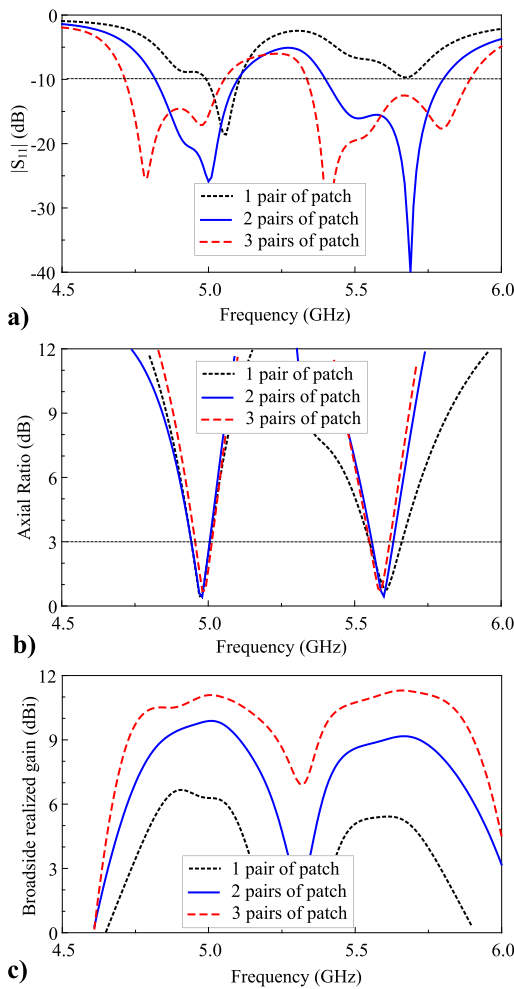 0
-10
-20
-30
-40
|S11| (dB)
1 pair of patch
2 pairs of patch
3 pairs of patch
4.5 5.0 5.5 6.0
Frequency (GHz)
a)
12
9
6
3
0
Axial Ratio (dB)
1 pair of patch
2 pairs of patch
3 pairs of patch
4.5 5.0 5.5 6.0
Frequency (GHz)
b)
12
9
6
3
0
Broadside realized gain (dBi)
1 pair of patch
2 pairs of patch
3 pairs of patch
4.5 5.0 5.5 6.0
Frequency (GHz)
c)